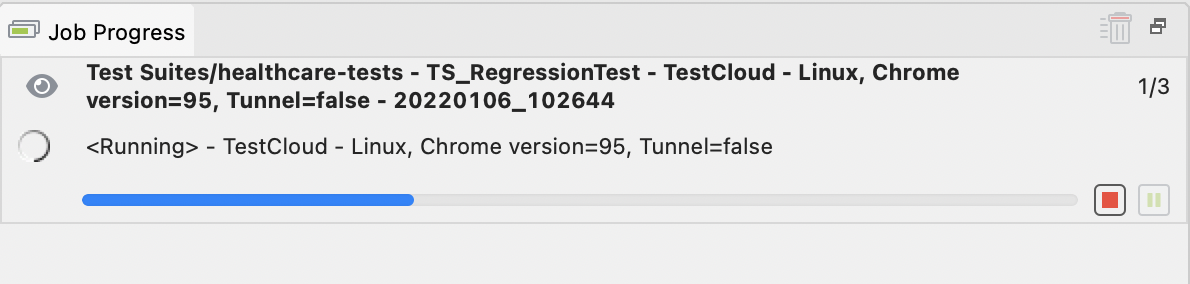 Job Progress
Test Suites/healthcare-tests - TS_RegressionTest - TestCloud - Linux, Chrome
version=95, Tunnel=false - 20220106_102644
1/3
<Running> - TestCloud - Linux, Chrome version=95, Tunnel=false